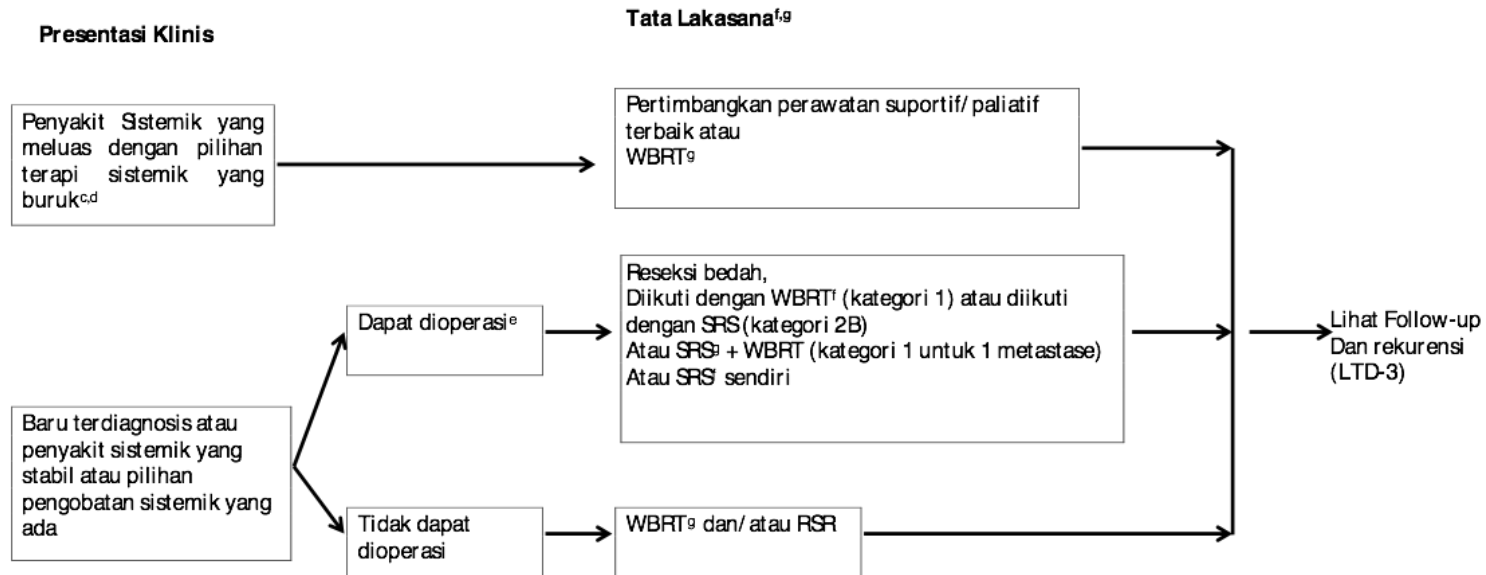 Presentasi Klinis
Tata Lakasanaf,g
Penyakit Sistemik yang
meluas dengan pilihan
terapi sistemik yang
burukc,d
Pertimbangkan perawatan suportif/ paliatif
terbaik atau
WBRTg
Baru terdiagnosis atau
penyakit sistemik yang
stabil atau pilihan
pengobatan sistemik yang
ada
Dapat dioperasie
Reseksi bedah,
Diikuti dengan WBRTf (kategori 1) atau diikuti
dengan SRS (kategori 2B)
Atau SRSg + WBRT (kategori 1 untuk 1 metastase)
Atau SRSf sendiri
Tidak dapat
dioperasi
WBRTg dan/ atau RSR
Lihat Follow-up
Dan rekurensi
(LTD-3)